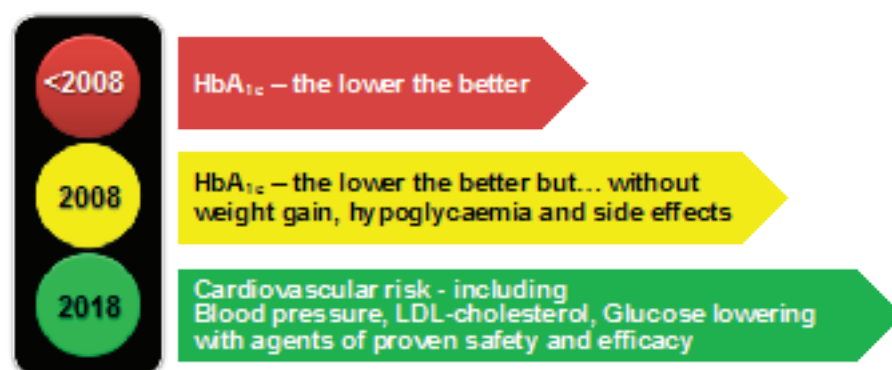 <2008
HbA1c – the lower the better
2008
HbA1c – the lower the better but... without
weight gain, hypoglycaemia and side effects
2018
Cardiovascular risk - including
Blood pressure, LDL-cholesterol, Glucose lowering
with agents of proven safety and efficacy